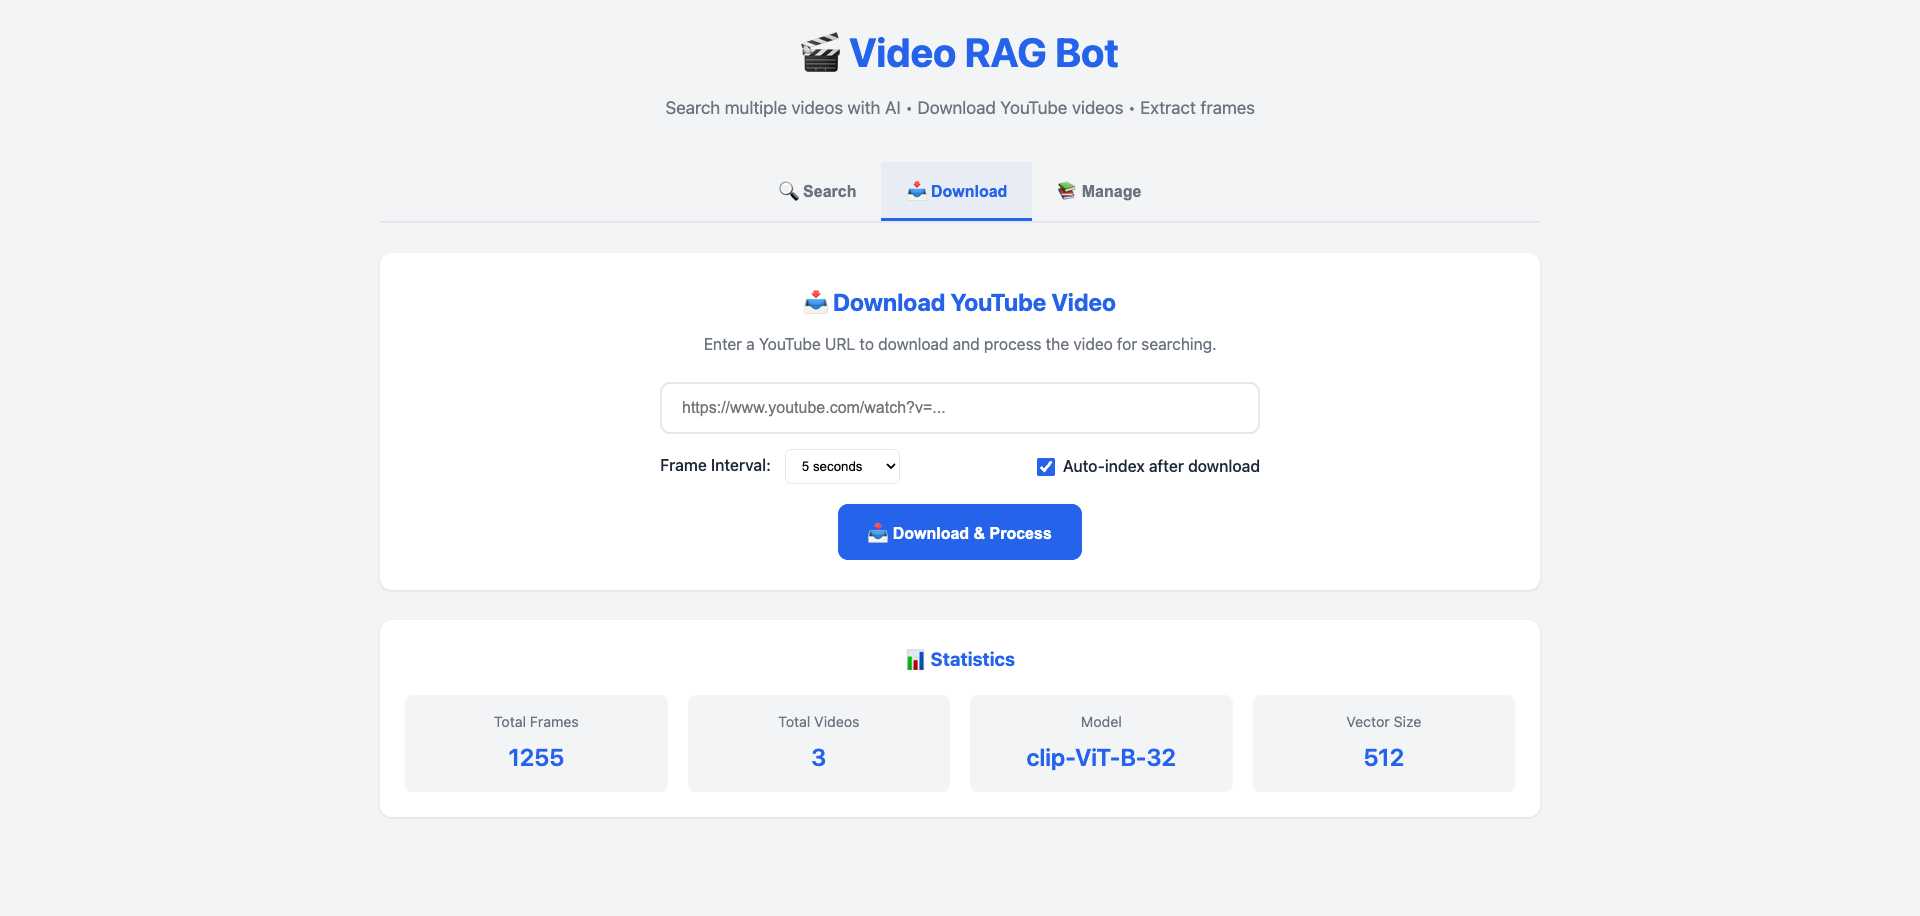 Video RAG Bot
Search multiple videos with AI • Download YouTube videos • Extract frames
Search
Download
Manage
Download YouTube Video
Enter a YouTube URL to download and process the video for searching.
https://www.youtube.com/watch?v=...
Frame Interval: 5 seconds Auto-index after download
Download & Process
Statistics
Total Frames
1255
Total Videos
3
Model
clip-ViT-B-32
Vector Size
512